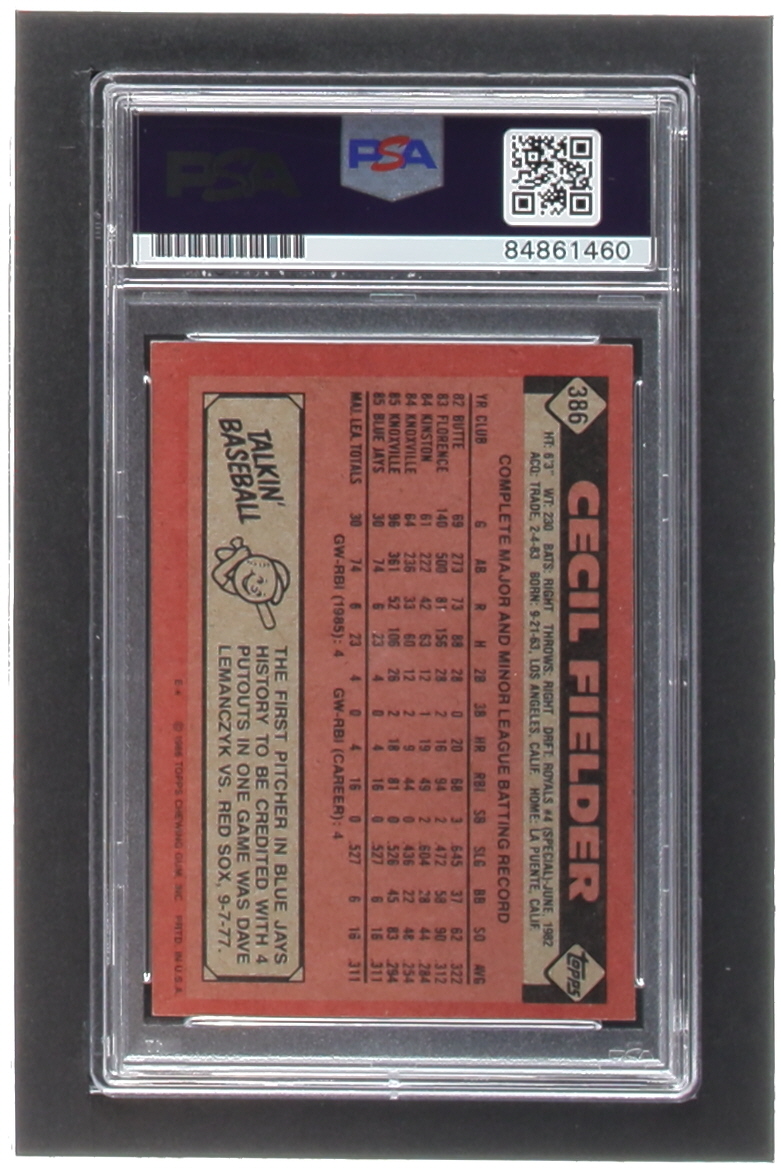 PSA
PSA
84861460
386
CECIL FIELDER
topps
HT: 6'3" WT: 230 BATS: RIGHT THROWS: RIGHT DRFT: ROYALS #4 (SPECIAL)-JUNE, 1982
ACQ: TRADE, 2-4-83 BORN: 9-21-63, LOS ANGELES, CALIF. HOME: LA PUENTE, CALIF.
COMPLETE MAJOR AND MINOR LEAGUE BATTING RECORD
YR CLUB G AB R H 2B 3B HR RBI SB SLG BB SO AVG
82 BUTTE 69 273 73 88 28 0 20 68 3 .645 37 62 .322
83 FLORENCE 140 500 81 156 28 2 16 94 2 .472 58 90 .312
84 KINSTON 61 222 42 63 12 1 19 49 2 .604 28 44 .284
84 KNOXVILLE 64 236 33 60 12 2 9 44 0 .436 22 48 .254
85 KNOXVILLE 96 361 52 106 26 2 18 81 0 .526 45 83 .294
85 BLUE JAYS 30 74 6 23 4 0 4 16 0 .527 6 16 .311
MAJ. LEA. TOTALS 30 74 6 23 4 0 4 16 0 .527 6 16 .311
GW-RBI (1985): 4 GW-RBI (CAREER): 4
TALKIN'
BASEBALL
THE FIRST PITCHER IN BLUE JAYS
HISTORY TO BE CREDITED WITH 4
PUTOUTS IN ONE GAME WAS DAVE
LEMANCZYK VS. RED SOX, 9-7-77.
© 1986 TOPPS CHEWING GUM, INC. PRTD. IN U.S.A.
PSA